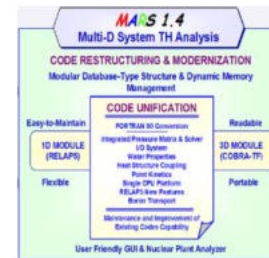 MARS 1.4
Multi-D System TH Analysis
CODE RESTRUCTURING & MODERNIZATION
Modular Database-Type Structure & Dynamic Memory
Management
Easy-to-Maintain
Readable
CODE UNIFICATION
FORTRAN 90 Conversion
Integrated Pressure Matrix & Solver
I/O System
Water Properties
Heat Structure Coupling
Point Kinetics
Single CPU Platform
RELAP5 New Features
Boron Transport
Maintenance and Improvement of
Existing Codes Capability
1D MODULE
(RELAP5)
3D MODULE
(COBRA-TF)
Flexible
Portable
User Friendly GUI & Nuclear Plant Analyzer